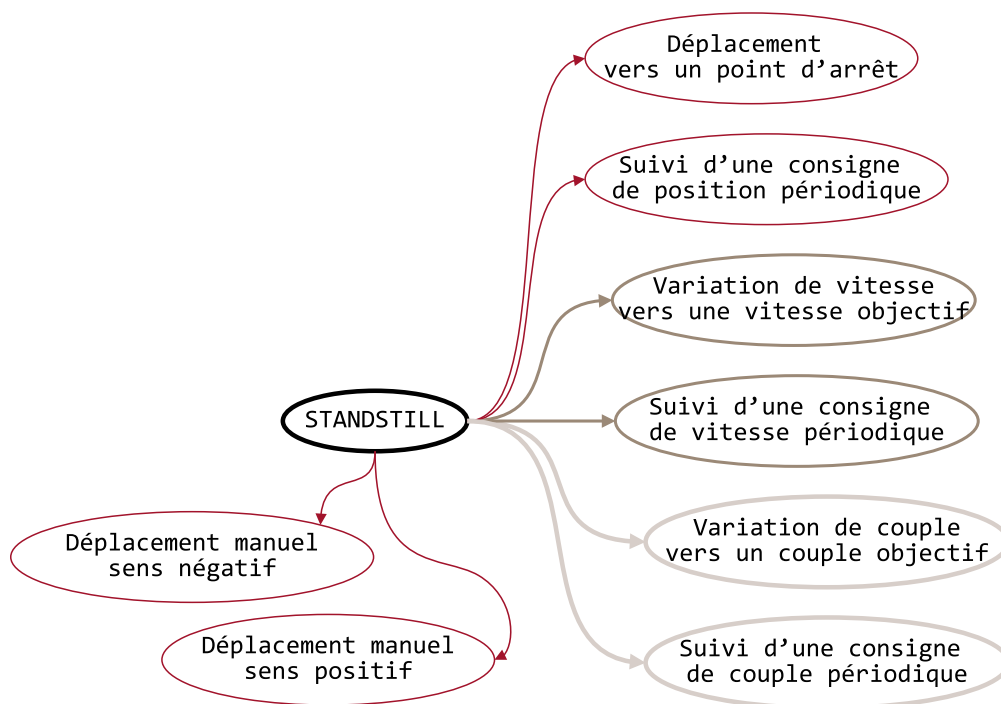 Déplacement
vers un point d’arrêt
Suivi d’une consigne
de position périodique
Variation de vitesse
vers une vitesse objectif
STANDSTILL
Suivi d’une consigne
de vitesse périodique
Variation de couple
vers un couple objectif
Déplacement manuel
sens négatif
Déplacement manuel
sens positif
Suivi d’une consigne
de couple périodique